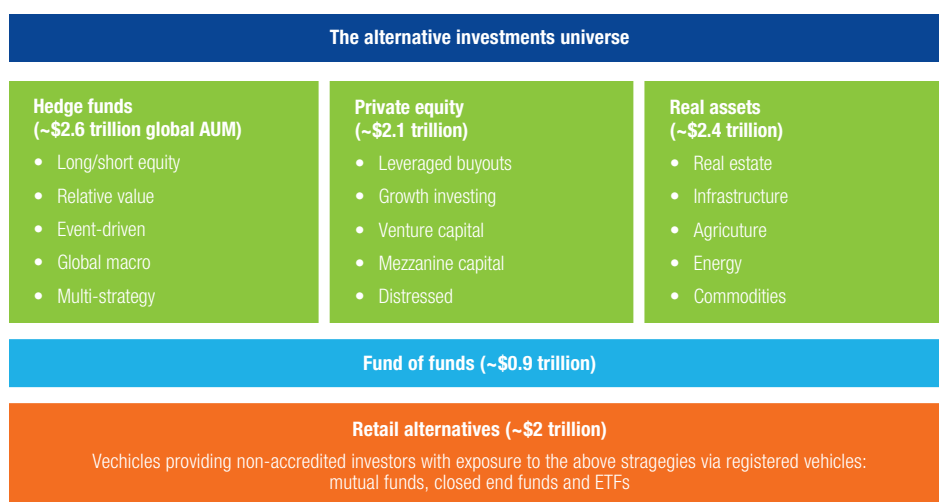 The alternative investments universe
Hedge funds
(~$2.6 trillion global AUM)
• Long/short equity
• Relative value
• Event-driven
• Global macro
• Multi-strategy
Private equity
(~$2.1 trillion)
• Leveraged buyouts
• Growth investing
• Venture capital
• Mezzanine capital
• Distressed
Real assets
(~$2.4 trillion)
• Real estate
• Infrastructure
• Agricuture
• Energy
• Commodities
Fund of funds (~$0.9 trillion)
Retail alternatives (~$2 trillion)
Vechicles providing non-accredited investors with exposure to the above stragegies via registered vehicles:
mutual funds, closed end funds and ETFs